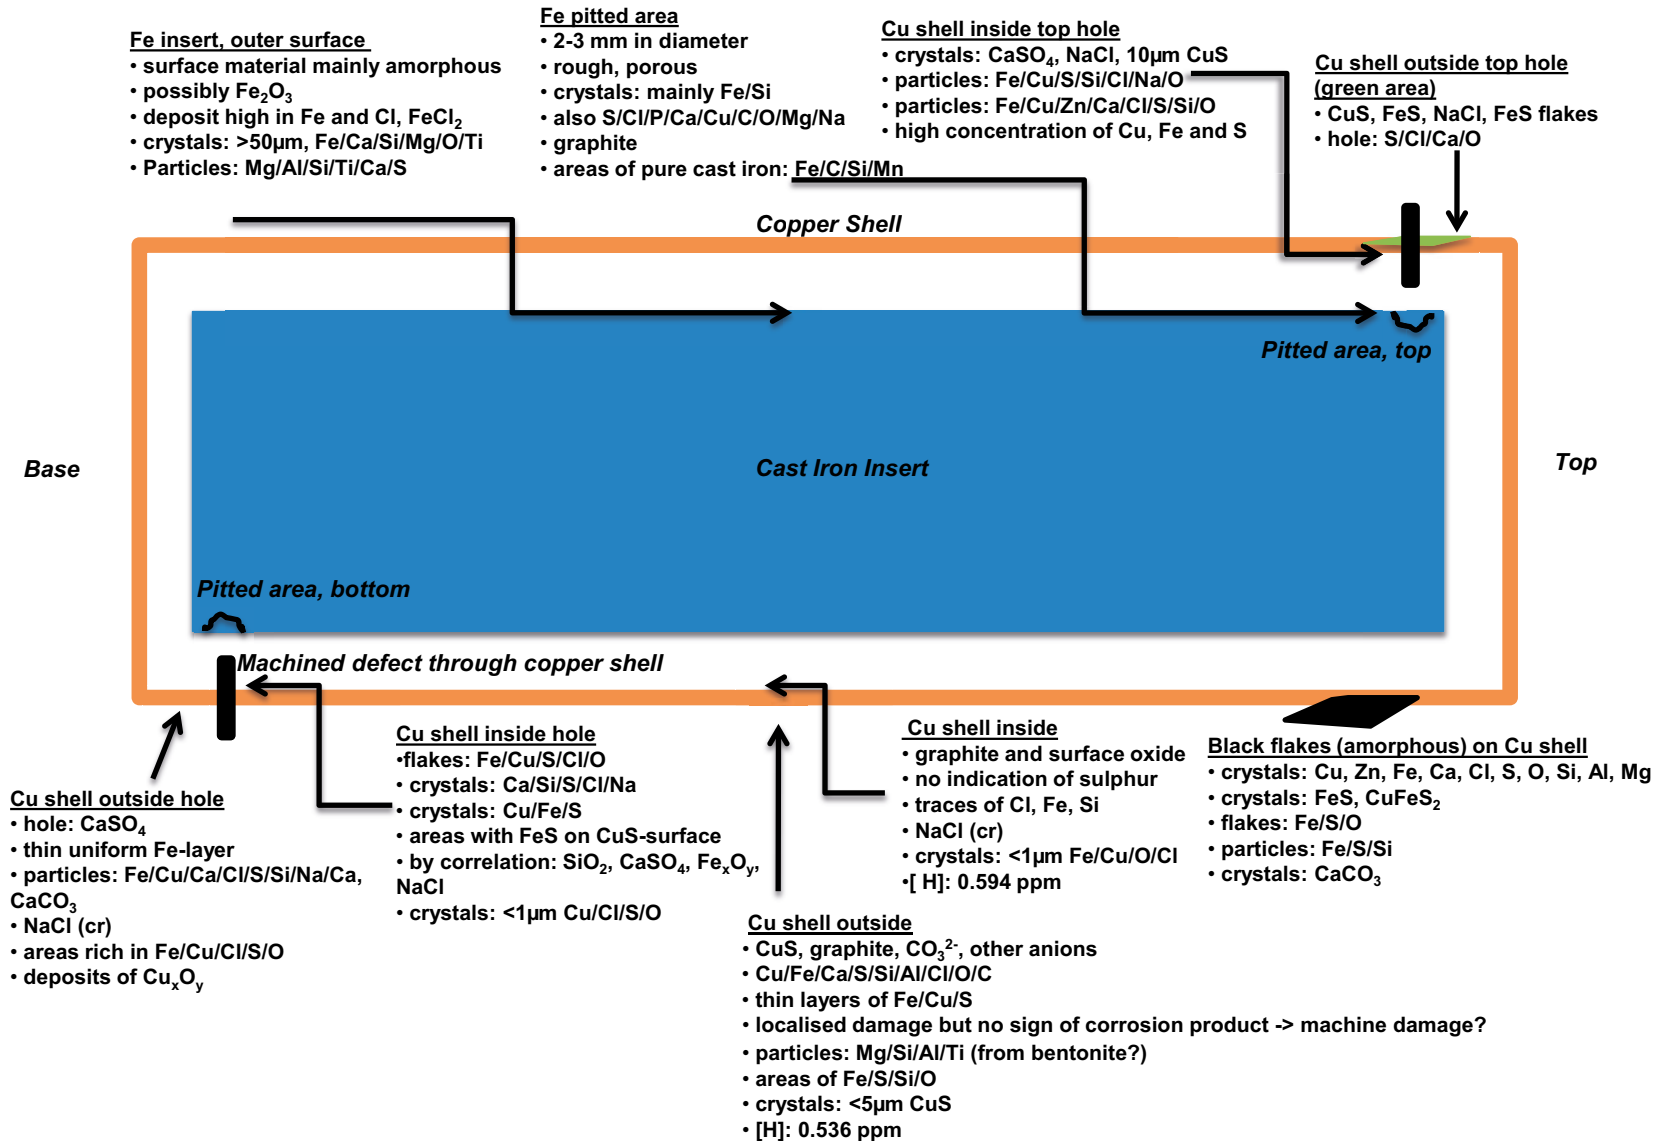 Fe insert, outer surface
• surface material mainly amorphous
• possibly Fe₂O₃
• deposit high in Fe and Cl, FeCl₂
• crystals: >50µm, Fe/Ca/Si/Mg/O/Ti
• Particles: Mg/Al/Si/Ti/Ca/S
Fe pitted area
• 2-3 mm in diameter
• rough, porous
• crystals: mainly Fe/Si
• also S/Cl/P/Ca/Cu/C/O/Mg/Na
• graphite
• areas of pure cast iron: Fe/C/Si/Mn
Cu shell inside top hole
• crystals: CaSO₄, NaCl, 10µm CuS
• particles: Fe/Cu/S/Si/Cl/Na/O
• particles: Fe/Cu/Zn/Ca/Cl/S/Si/O
• high concentration of Cu, Fe and S
Cu shell outside top hole
(green area)
• CuS, FeS, NaCl, FeS flakes
• hole: S/Cl/Ca/O
Copper Shell
Pitted area, top
Base
Cast Iron Insert
Top
Pitted area, bottom
Machined defect through copper shell
Cu shell outside hole
• hole: CaSO₄
• thin uniform Fe-layer
• particles: Fe/Cu/Ca/Cl/S/Si/Na/Ca,
CaCO₃
• NaCl (cr)
• areas rich in Fe/Cu/Cl/S/O
• deposits of CuₓOᵧ
Cu shell inside hole
•flakes: Fe/Cu/S/Cl/O
• crystals: Ca/Si/S/Cl/Na
• crystals: Cu/Fe/S
• areas with FeS on CuS-surface
• by correlation: SiO₂, CaSO₄, FeₓOᵧ,
NaCl
• crystals: <1µm Cu/Cl/S/O
Cu shell inside
• graphite and surface oxide
• no indication of sulphur
• traces of Cl, Fe, Si
• NaCl (cr)
• crystals: <1µm Fe/Cu/O/Cl
•[ H]: 0.594 ppm
Black flakes (amorphous) on Cu shell
• crystals: Cu, Zn, Fe, Ca, Cl, S, O, Si, Al, Mg
• crystals: FeS, CuFeS₂
• flakes: Fe/S/O
• particles: Fe/S/Si
• crystals: CaCO₃
Cu shell outside
• CuS, graphite, CO₃²⁻, other anions
• Cu/Fe/Ca/S/Si/Al/Cl/O/C
• thin layers of Fe/Cu/S
• localised damage but no sign of corrosion product -> machine damage?
• particles: Mg/Si/Al/Ti (from bentonite?)
• areas of Fe/S/Si/O
• crystals: <5µm CuS
• [H]: 0.536 ppm